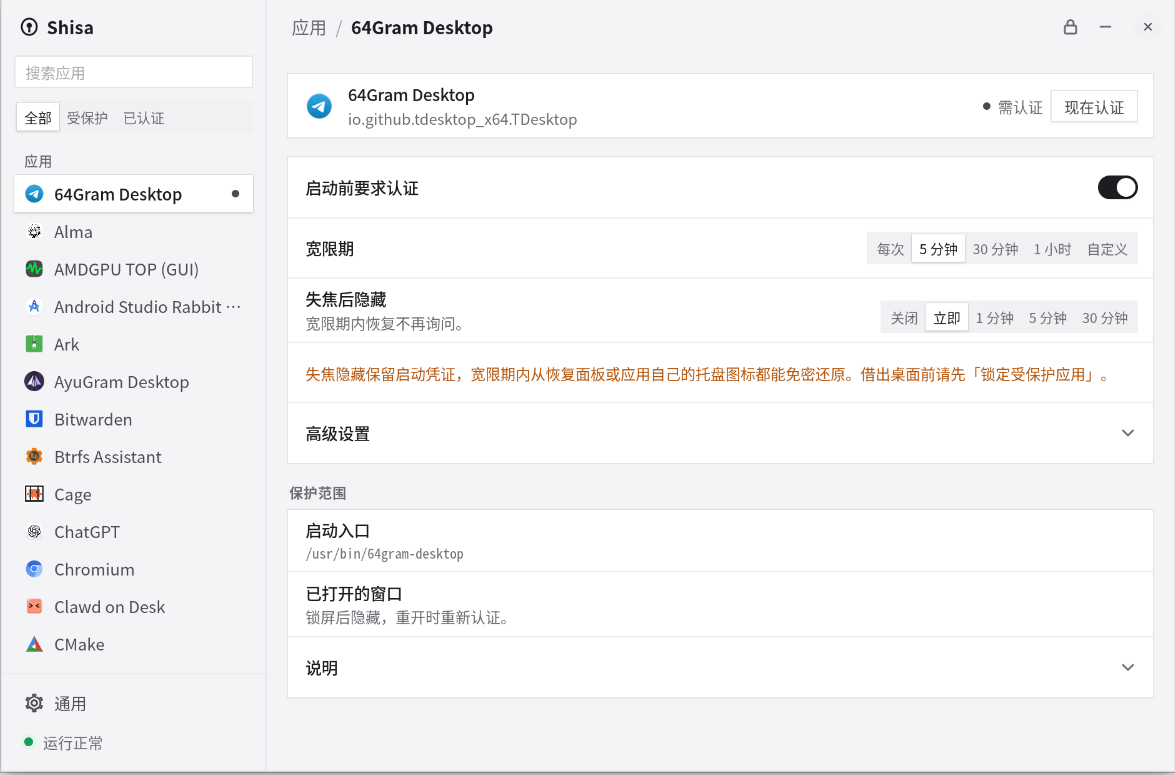 Shisa
搜索应用
全部 受保护 已认证
应用
64Gram Desktop
Alma
AMDGPU TOP (GUI)
Android Studio Rabbit ···
Ark
AyuGram Desktop
Bitwarden
Btrfs Assistant
Cage
ChatGPT
Chromium
Clawd on Desk
CMake
通用
运行正常
应用 / 64Gram Desktop
64Gram Desktop
io.github.tdesktop_x64.TDesktop
需认证 现在认证
启动前要求认证
宽限期
每次 5 分钟 30 分钟 1 小时 自定义
失焦后隐藏
宽限期内恢复不再询问。
关闭 立即 1 分钟 5 分钟 30 分钟
失焦隐藏保留启动凭证，宽限期内从恢复面板或应用自己的托盘图标都能免密还原。借出桌面前请先「锁定受保护应用」。
高级设置
保护范围
启动入口
/usr/bin/64gram-desktop
已打开的窗口
锁屏后隐藏，重开时重新认证。
说明